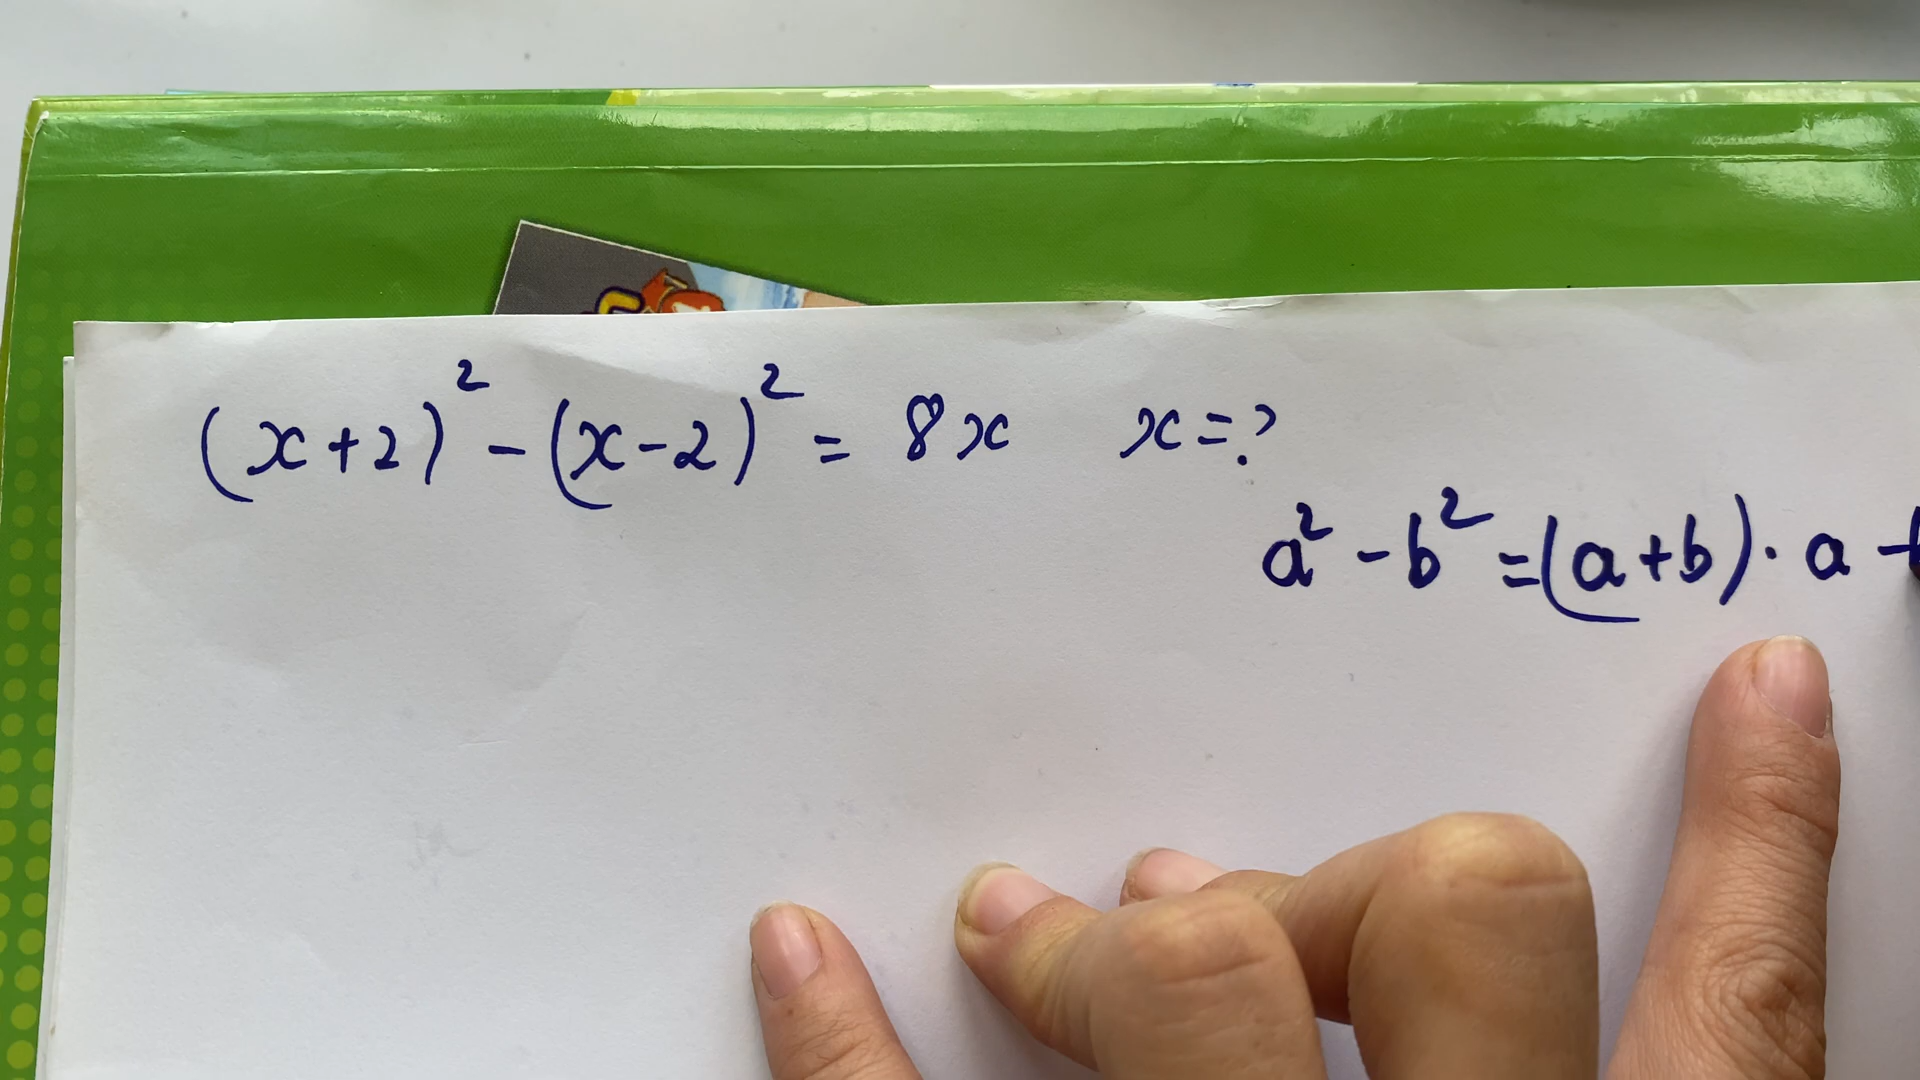 (x+2)² - (x-2)² = 8x x=?
a² - b² = (a+b) · a -